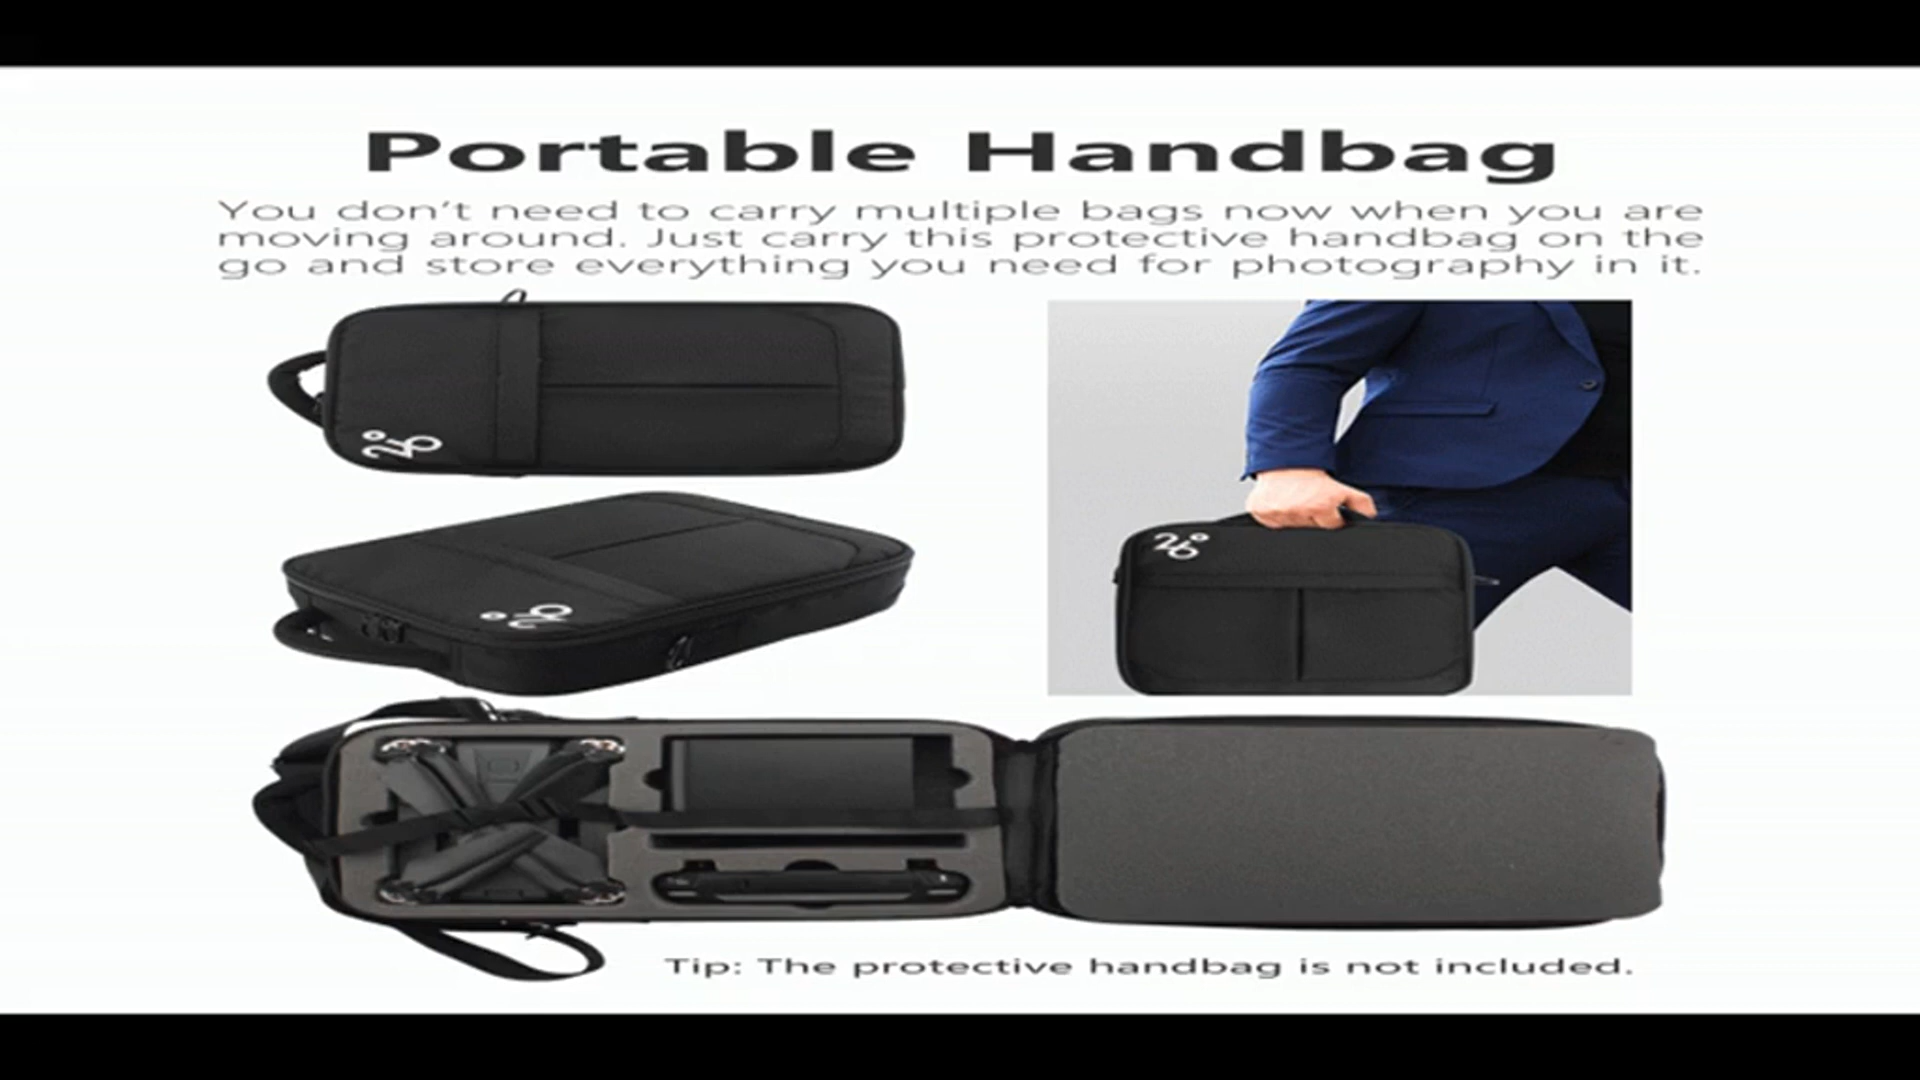 Portable Handbag
You don't need to carry multiple bags now when you are
moving around. Just carry this protective handbag on the
go and store everything you need for photography in it.
Tip: The protective handbag is not included.